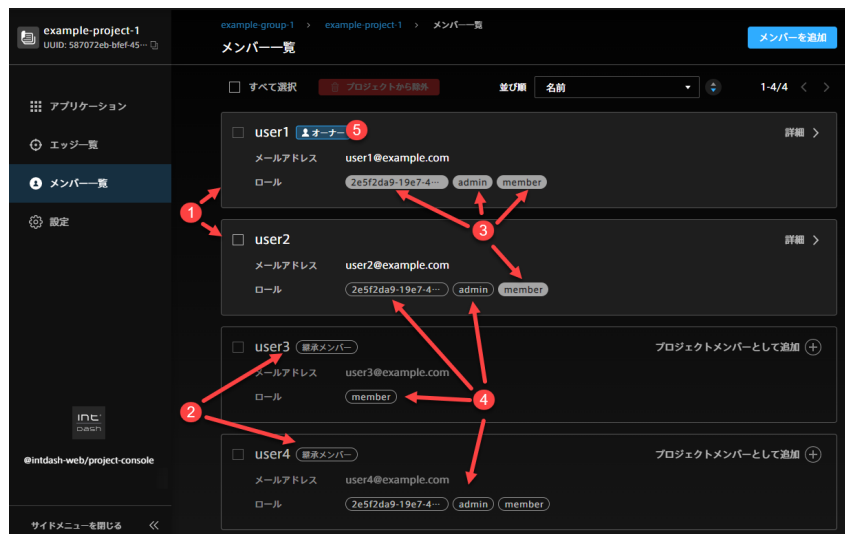 example-project-1
UUID: 587072eb-bfef-45…
アプリケーション
エッジ一覧
メンバー一覧
設定
int
dash
@intdash-web/project-console
サイドメニューを閉じる
example-group-1 > example-project-1 > メンバー一覧
メンバー一覧
メンバーを追加
すべて選択 プロジェクトから除外 並び順 名前 1-4/4
user1 オーナー 5 詳細
メールアドレス user1@example.com
ロール 2e5f2da9-19e7-4… admin member
1
3
user2 詳細
メールアドレス user2@example.com
ロール 2e5f2da9-19e7-4… admin member
user3 継承メンバー プロジェクトメンバーとして追加
メールアドレス user3@example.com
ロール member
2
4
user4 継承メンバー プロジェクトメンバーとして追加
メールアドレス user4@example.com
ロール 2e5f2da9-19e7-4… admin member